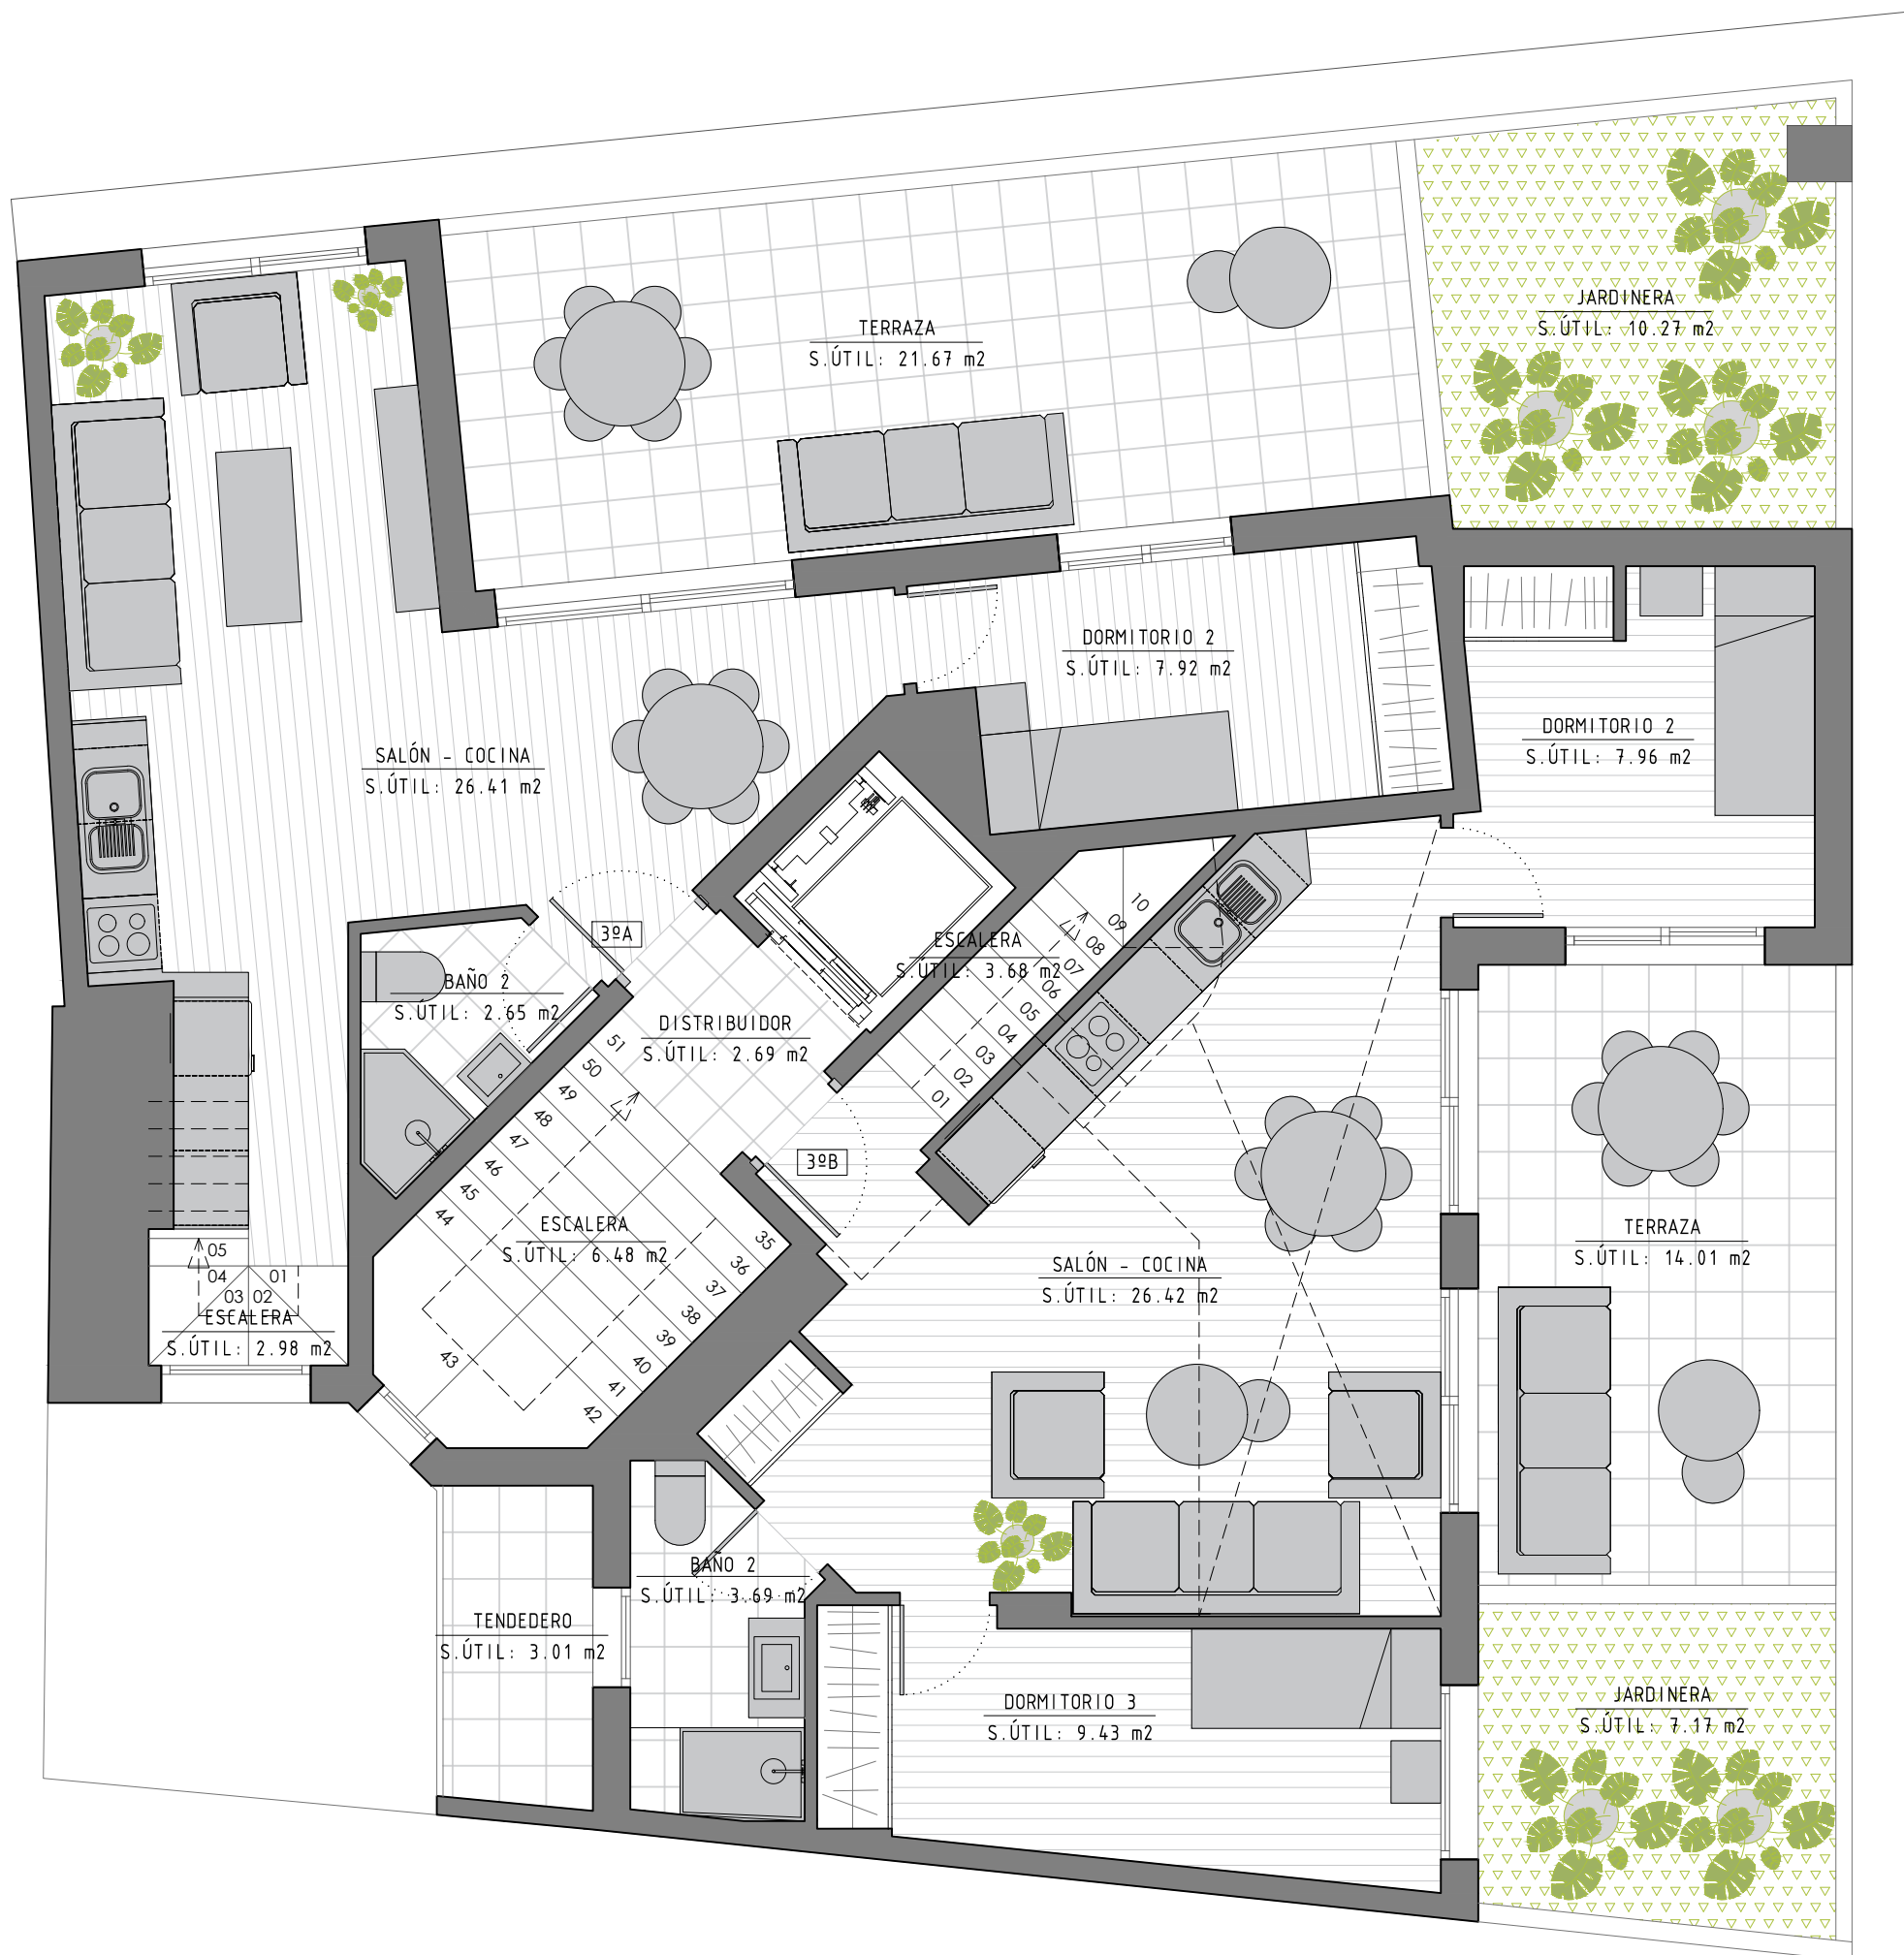 JARDINERA
S.ÚTIL: 10.27 m2
TERRAZA
S.ÚTIL: 21.67 m2
DORMITORIO 2
S.ÚTIL: 7.92 m2
DORMITORIO 2
S.ÚTIL: 7.96 m2
SALÓN - COCINA
S.ÚTIL: 26.41 m2
3ºA
ESCALERA
S.ÚTIL: 3.68 m2
10
09
08
07
06
05
04
03
02
01
BAÑO 2
S.ÚTIL: 2.65 m2
DISTRIBUIDOR
S.ÚTIL: 2.69 m2
51
50
49
48
47
46
45
44
43
42
41
40
39
38
37
36
35
3ºB
ESCALERA
S.ÚTIL: 6.48 m2
TERRAZA
S.ÚTIL: 14.01 m2
SALÓN - COCINA
S.ÚTIL: 26.42 m2
05
04
01
03
02
ESCALERA
S.ÚTIL: 2.98 m2
BAÑO 2
S.ÚTIL: 3.69 m2
TENDEDERO
S.ÚTIL: 3.01 m2
DORMITORIO 3
S.ÚTIL: 9.43 m2
JARDINERA
S.ÚTIL: 7.17 m2